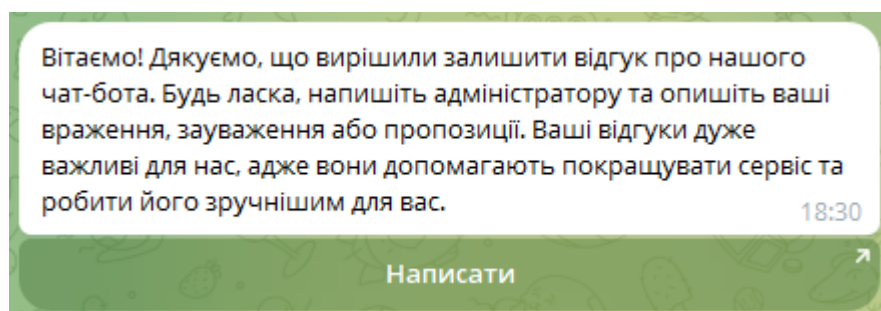 Вітаємо! Дякуємо, що вирішили залишити відгук про нашого
чат-бота. Будь ласка, напишіть адміністратору та опишіть ваші
враження, зауваження або пропозиції. Ваші відгуки дуже
важливі для нас, адже вони допомагають покращувати сервіс та
робити його зручнішим для вас.
18:30
Написати